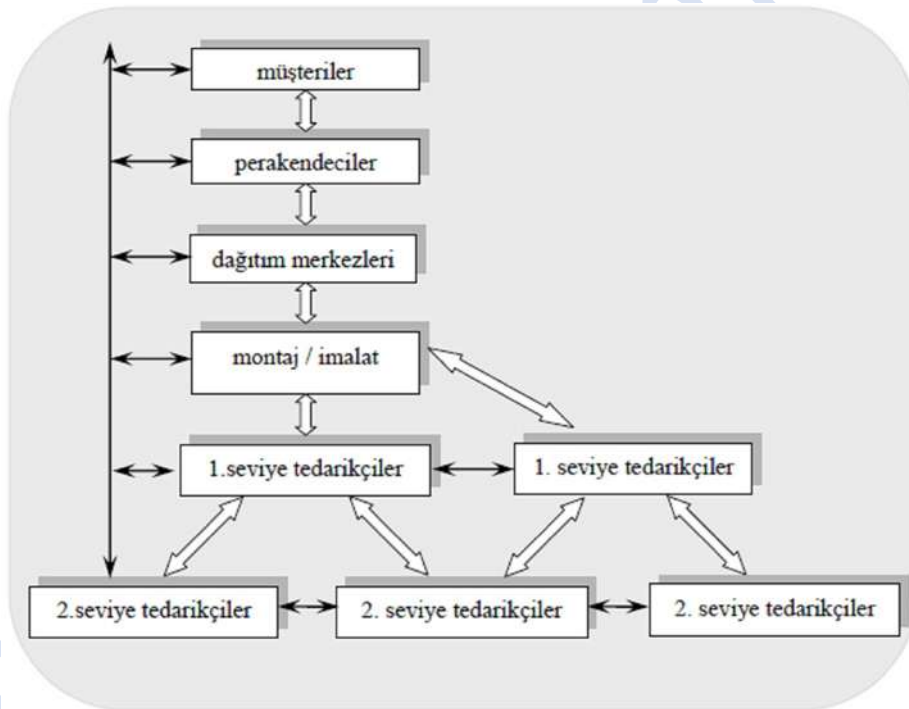 müşteriler
perakendeciler
dağıtım merkezleri
montaj / imalat
1.seviye tedarikçiler
1. seviye tedarikçiler
2.seviye tedarikçiler
2. seviye tedarikçiler
2. seviye tedarikçiler